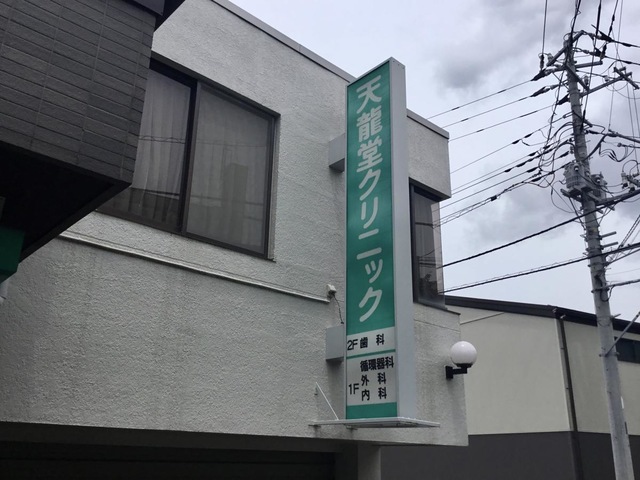 天龍堂クリニック
2F 歯科
循環器科
1F 外科
内科